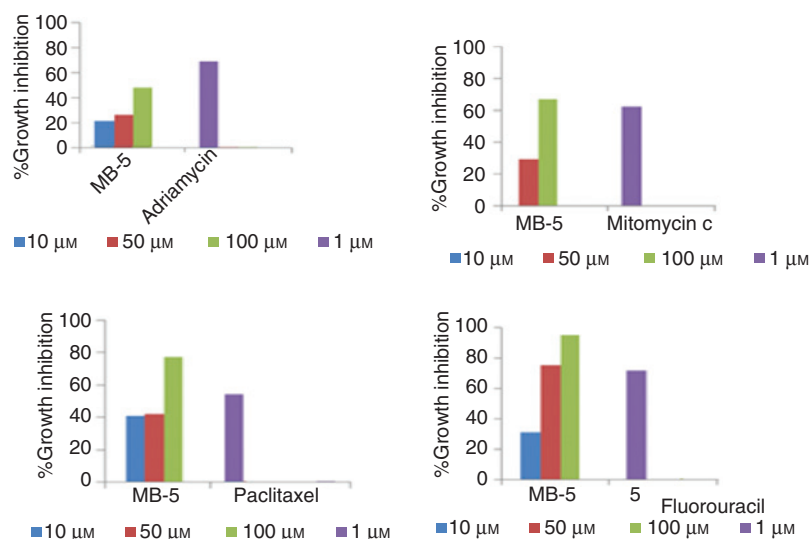 %Growth inhibition
100
80
60
40
20
0
MB-5
Adriamycin
10 μM 50 μM 100 μM 1 μM
%Growth inhibition
100
80
60
40
20
0
MB-5 Mitomycin c
10 μM 50 μM 100 μM 1 μM
%Growth inhibition
100
80
60
40
20
0
MB-5 Paclitaxel
10 μM 50 μM 100 μM 1 μM
%Growth inhibition
100
80
60
40
20
0
MB-5 5
Fluorouracil
10 μM 50 μM 100 μM 1 μM